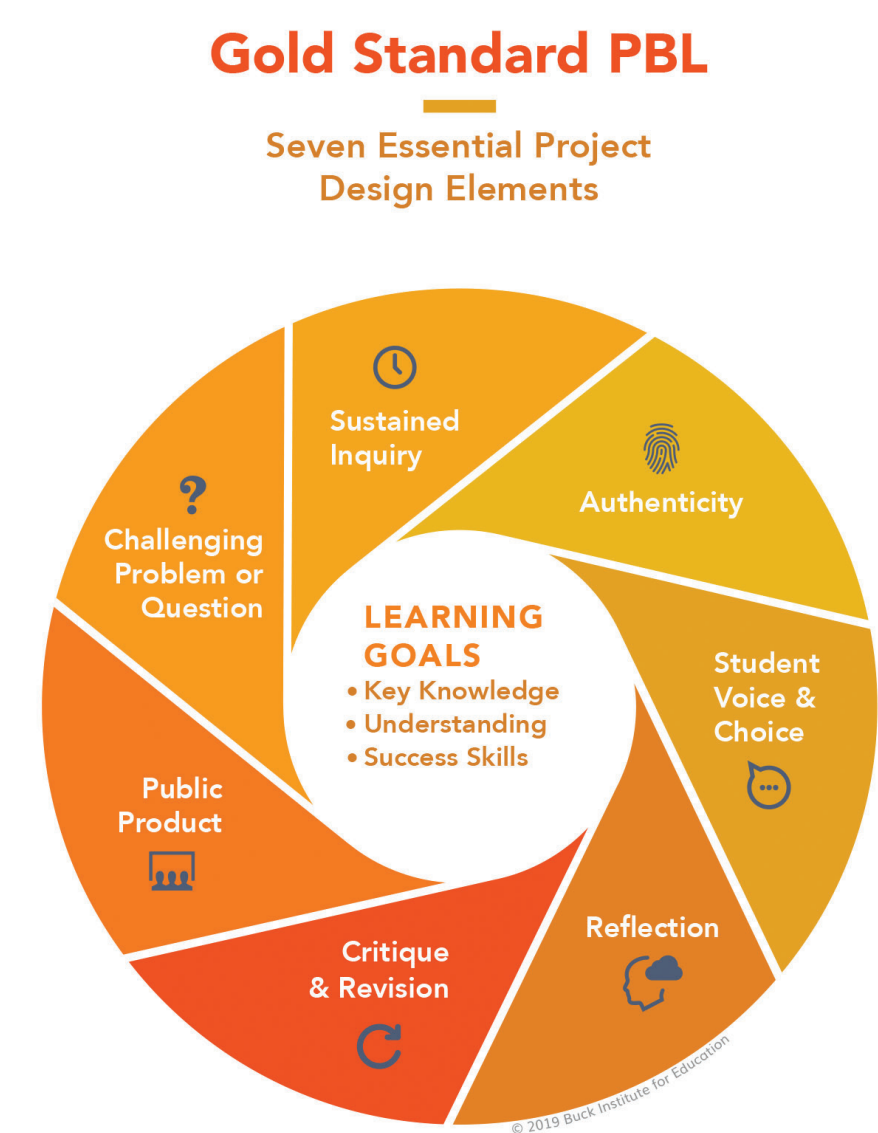 Gold Standard PBL
Seven Essential Project
Design Elements
Sustained
Inquiry
Authenticity
Challenging
Problem or
Question
LEARNING
GOALS
• Key Knowledge
• Understanding
• Success Skills
Student
Voice &
Choice
Public
Product
Reflection
Critique
& Revision
© 2019 Buck Institute for Education